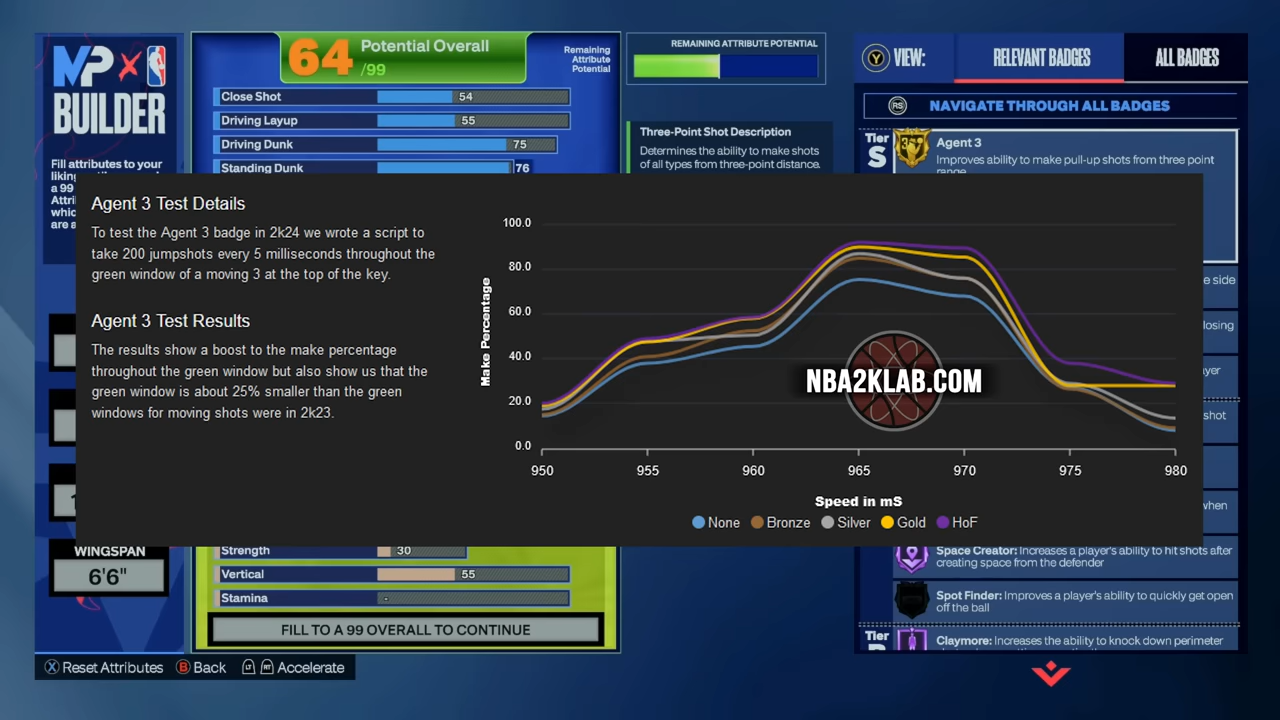 MP X
BUILDER
Fill attributes to your
64
/99
Potential Overall
Remaining
Attribute
Potential
Close Shot 54
Driving Layup 55
Driving Dunk 75
Standing Dunk 76
REMAINING ATTRIBUTE POTENTIAL
Three-Point Shot Description
Determines the ability to make
shots of all types from three-point distance.
Y VIEW:
RELEVANT BADGES
ALL BADGES
RS NAVIGATE THROUGH ALL BADGES
Tier
S
Agent 3
Improves ability to make pull-up shots from three point
range
Agent 3 Test Details
To test the Agent 3 badge in 2k24 we wrote a script to
take 200 jumpshots every 5 milliseconds throughout the
green window of a moving 3 at the top of the key.
Agent 3 Test Results
The results show a boost to the make percentage
throughout the green window but also show us that the
green window is about 25% smaller than the green
windows for moving shots were in 2k23.
Make Percentage
100.0
80.0
60.0
40.0
20.0
0.0
950 955 960 965 970 975 980
Speed in mS
None Bronze Silver Gold HoF
NBA2KLAB.COM
e side
losing
shot
when
WINGSPAN
6'6"
Strength 30
Vertical 55
Stamina -
FILL TO A 99 OVERALL TO CONTINUE
Space Creator: Increases a player's ability to hit shots after
creating space from the defender
Spot Finder: Improves a player's ability to quickly get open
off the ball
Tier
Claymore: Increases the ability to knock down perimeter
X Reset Attributes B Back LT RT Accelerate